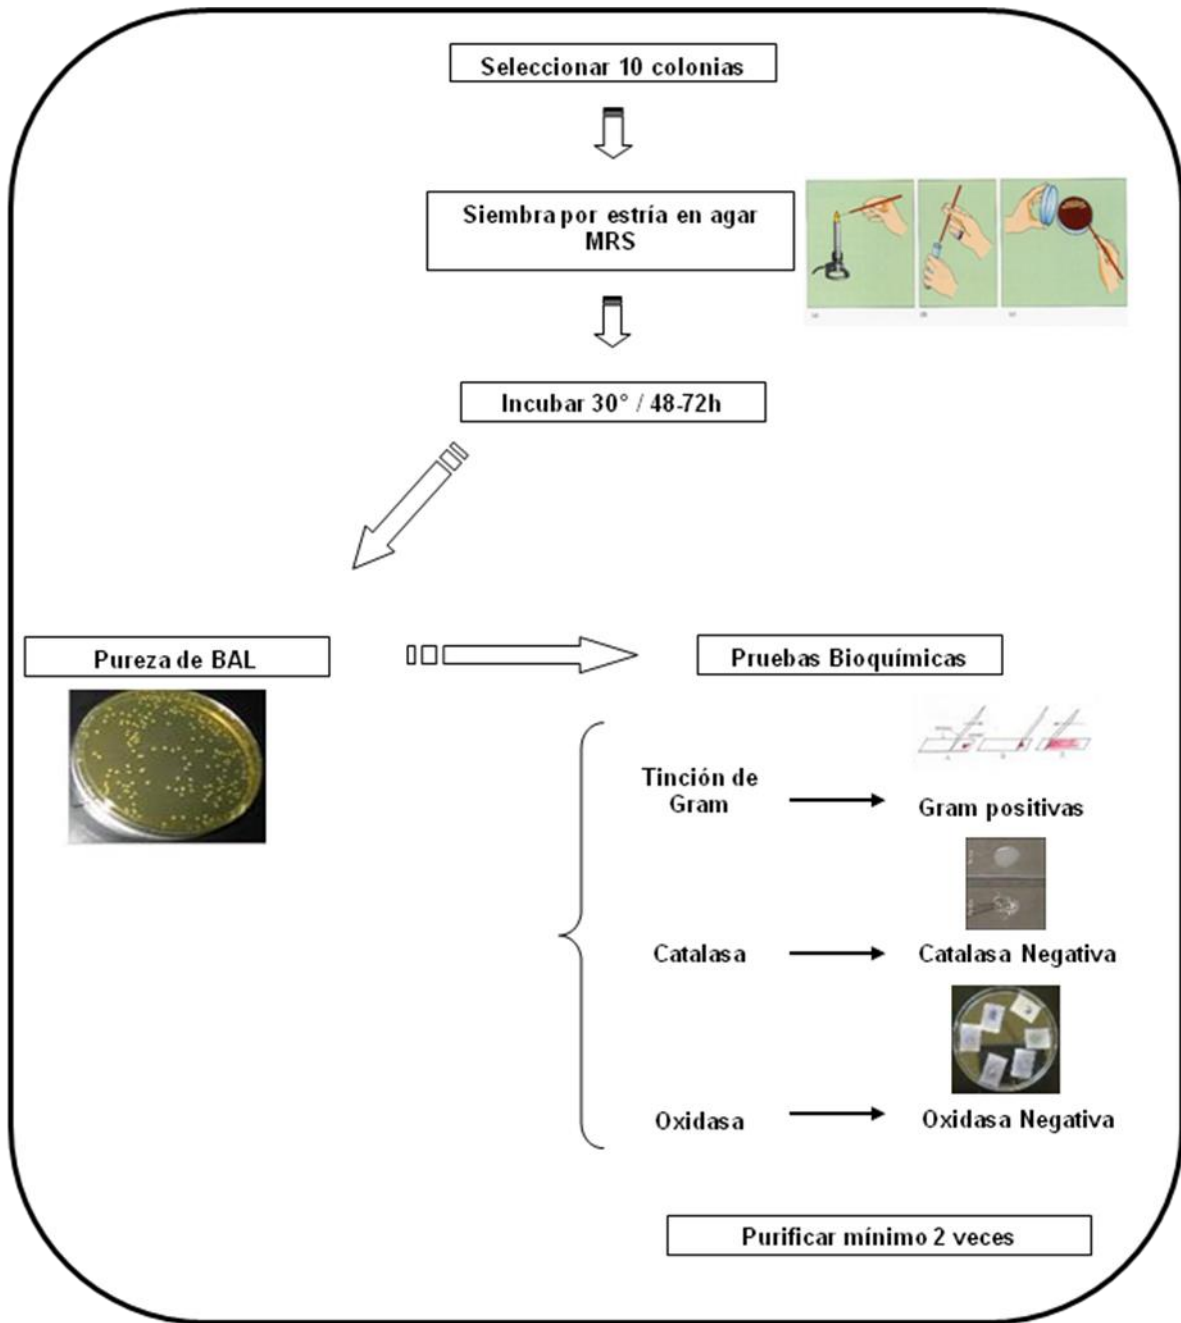 Seleccionar 10 colonias
Siembra por estría en agar
MRS
Incubar 30° / 48-72h
Pureza de BAL
Pruebas Bioquímicas
Tinción de
Gram
Gram positivas
Catalasa
Catalasa Negativa
Oxidasa
Oxidasa Negativa
Purificar mínimo 2 veces